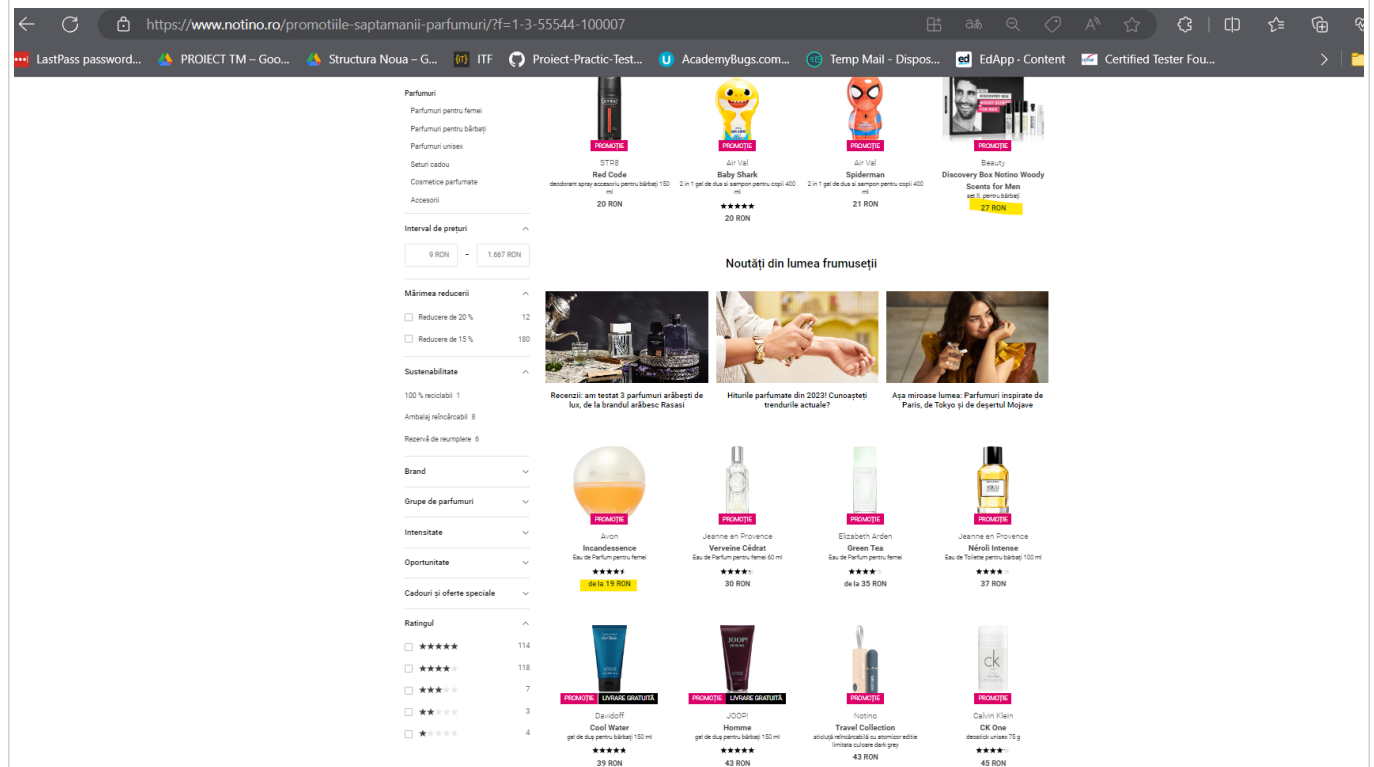 https://www.notino.ro/promotiile-saptamanii-parfumuri/?f=1-3-55544-100007
LastPass password...
PROIECT TM – Goo...
Structura Noua – G...
ITF
Proiect-Practic-Test...
AcademyBugs.com...
Temp Mail - Dispos...
EdApp · Content
Certified Tester Fou...
Parfumuri
Parfumuri pentru femei
Parfumuri pentru bărbați
Parfumuri unisex
Seturi cadou
Cosmetice parfumate
Accesorii
Interval de prețuri
9 RON – 1.667 RON
Mărimea reducerii
Reducere de 20 % 12
Reducere de 15 % 180
Sustenabilitate
100 % reciclabil 1
Ambalaj reîncărcabil 8
Rezervă de reumplere 6
Brand
Grupe de parfumuri
Intensitate
Oportunitate
Cadouri și oferte speciale
Ratingul
114
118
7
3
4
PROMOȚIE
STR8
Red Code
deodorant spray accesoriu pentru bărbați 150
ml
20 RON
PROMOȚIE
Air Val
Baby Shark
2 in 1 gel de dus si sampon pentru copii 400
ml
20 RON
PROMOȚIE
Air Val
Spiderman
2 in 1 gel de dus si sampon pentru copii 400
ml
21 RON
DISCOVERY BOX
PROMOȚIE
Beauty
Discovery Box Notino Woody
Scents for Men
set II. pentru bărbați
27 RON
Noutăți din lumea frumuseții
Recenzii: am testat 3 parfumuri arăbești de
lux, de la brandul arăbesc Rasasi
Hiturile parfumate din 2023! Cunoașteți
trendurile actuale?
Așa miroase lumea: Parfumuri inspirate de
Paris, de Tokyo și de deșertul Mojave
PROMOȚIE
Avon
Incandessence
Eau de Parfum pentru femei
de la 19 RON
PROMOȚIE
Jeanne en Provence
Verveine Cédrat
Eau de Parfum pentru femei 60 ml
30 RON
PROMOȚIE
Elizabeth Arden
Green Tea
Eau de Parfum pentru femei
de la 35 RON
PROMOȚIE
Jeanne en Provence
Néroli Intense
Eau de Toilette pentru bărbați 100 ml
37 RON
PROMOȚIE LIVRARE GRATUITĂ
Davidoff
Cool Water
gel de duș pentru bărbați 150 ml
39 RON
JOOP!
PROMOȚIE LIVRARE GRATUITĂ
JOOP!
Homme
gel de duș pentru bărbați 150 ml
43 RON
PROMOȚIE
Notino
Travel Collection
sticluță reîncărcabilă cu atomizor editie
limitata culoare dark grey
43 RON
ck
PROMOȚIE
Calvin Klein
CK One
deostick unisex 75 g
45 RON